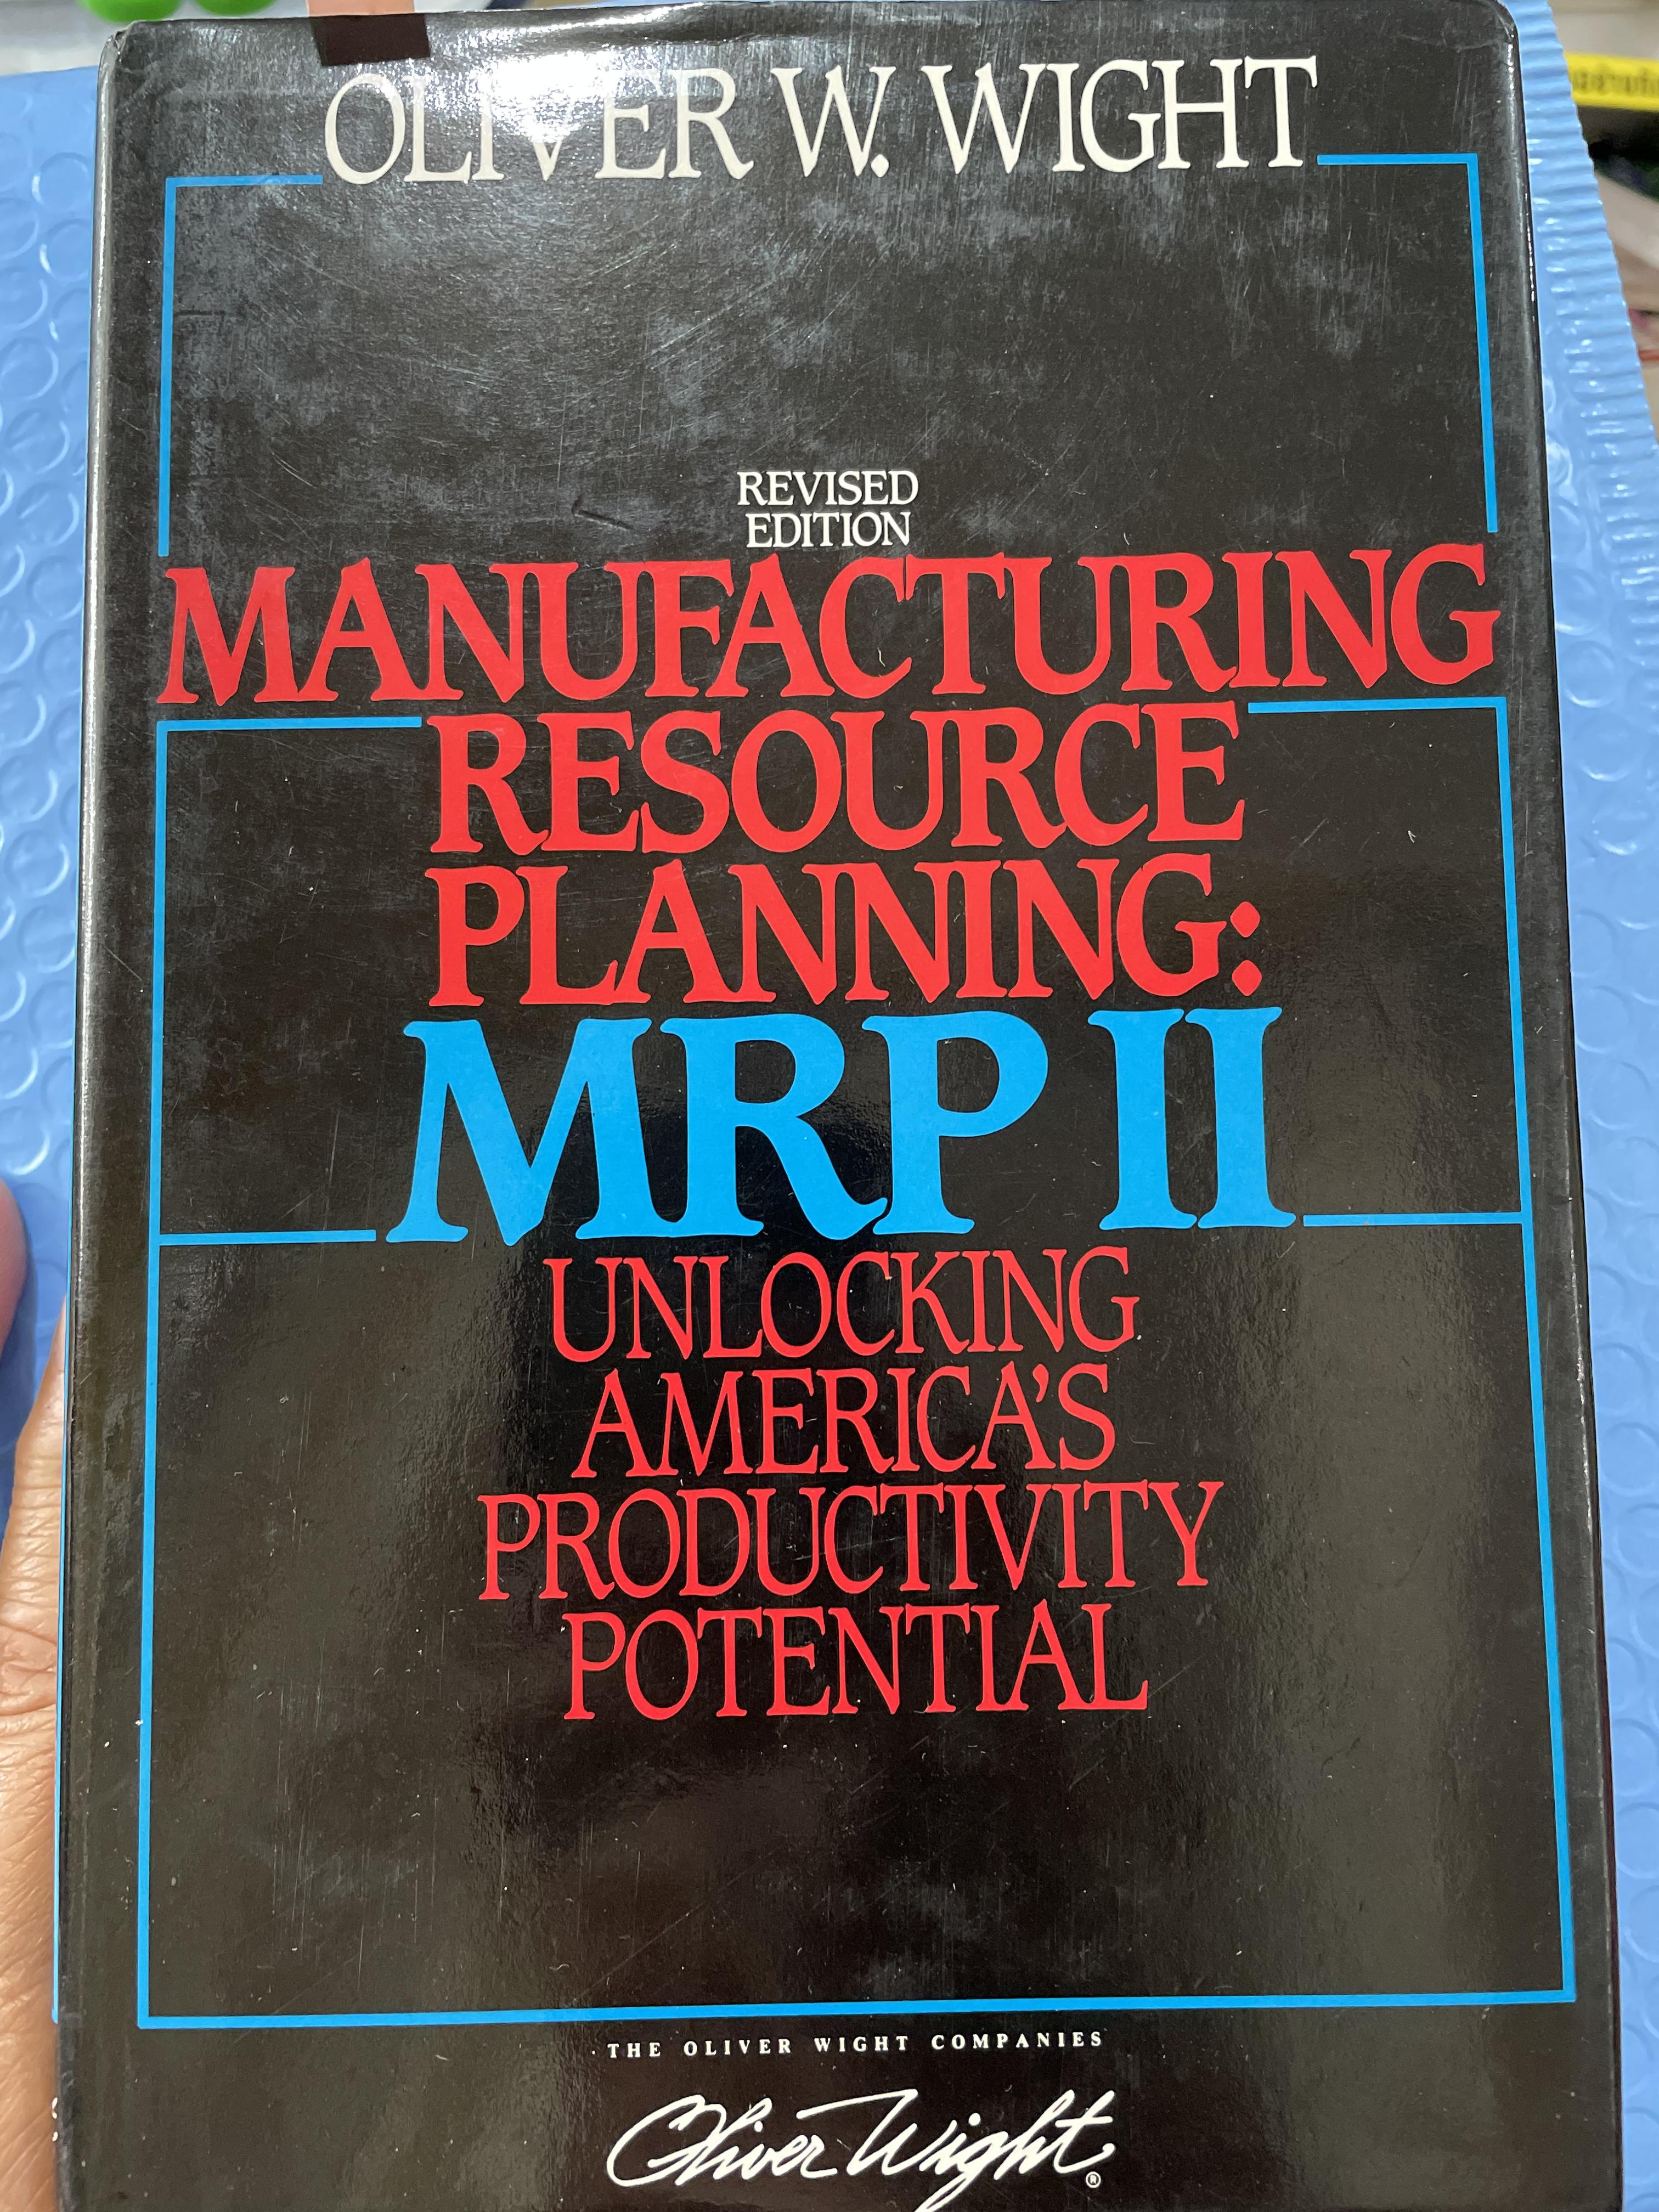 OLIVER W. WIGHT
REVISED
EDITION
MANUFACTURING
RESOURCE
PLANNING:
MRP II
UNLOCKING
AMERICA'S
PRODUCTIVITY
POTENTIAL
THE OLIVER WIGHT COMPANIES
Oliver Wight®